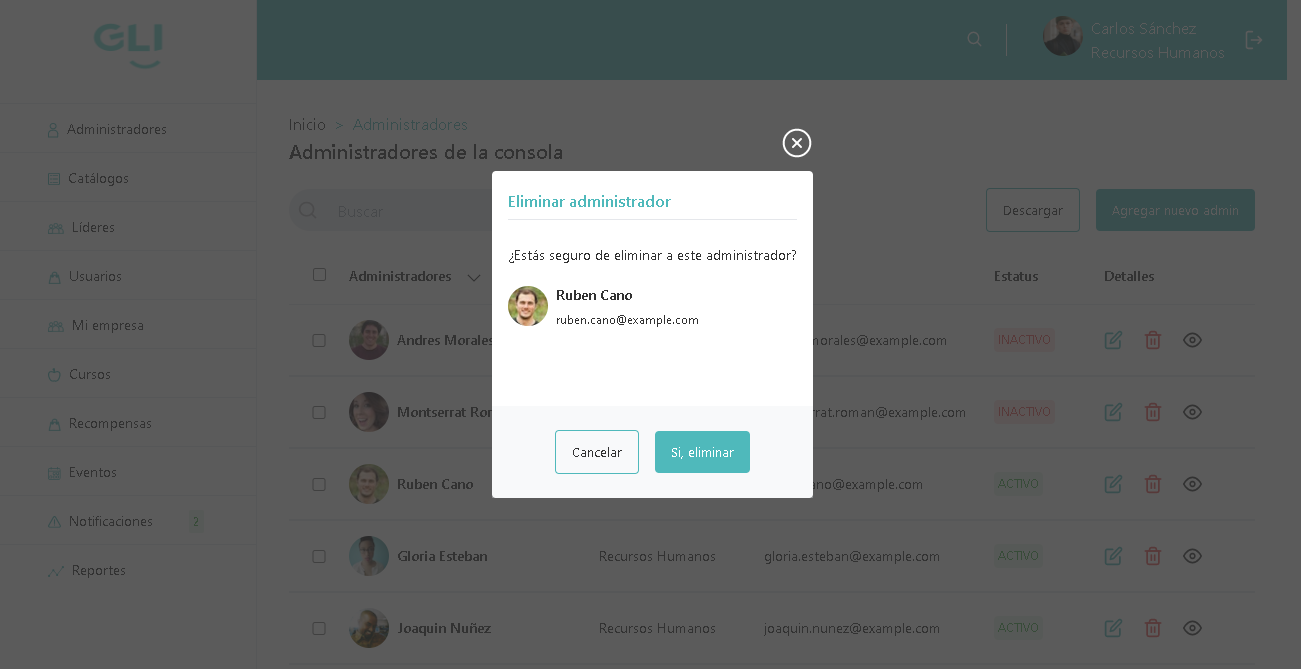 GLI
Carlos Sánchez
Recursos Humanos
Administradores
Catálogos
Líderes
Usuarios
Mi empresa
Cursos
Recompensas
Eventos
Notificaciones 2
Reportes
Inicio > Administradores
Administradores de la consola
Buscar
Descargar
Agregar nuevo admin
Administradores
Estatus
Detalles
Andres Morales
morales@example.com
INACTIVO
Montserrat Ror
rrat.roman@example.com
INACTIVO
Ruben Cano
ano@example.com
ACTIVO
Gloria Esteban
Recursos Humanos
gloria.esteban@example.com
ACTIVO
Joaquin Nuñez
Recursos Humanos
joaquin.nunez@example.com
ACTIVO
Eliminar administrador
¿Estás seguro de eliminar a este administrador?
Ruben Cano
ruben.cano@example.com
Cancelar
Si, eliminar